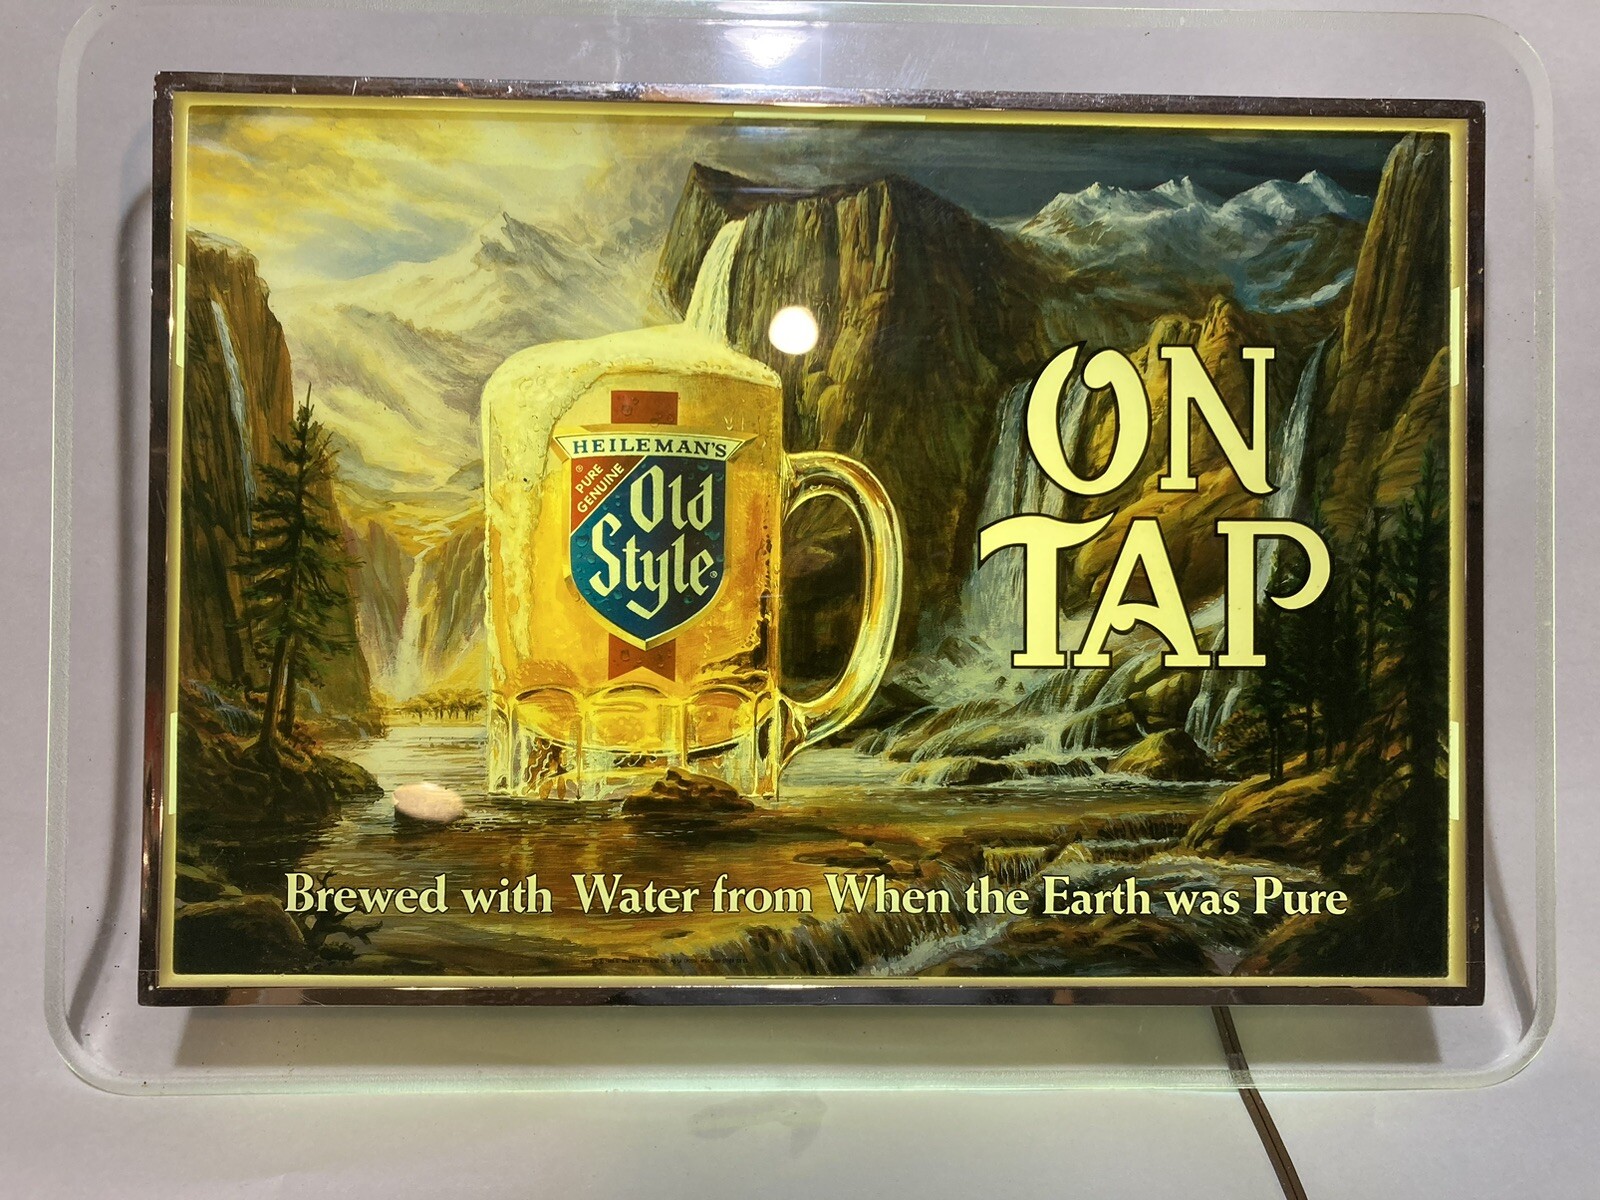 HEILEMAN'S
® PURE
GENUINE
Old
Style®
ON
TAP
Brewed with Water from When the Earth was Pure